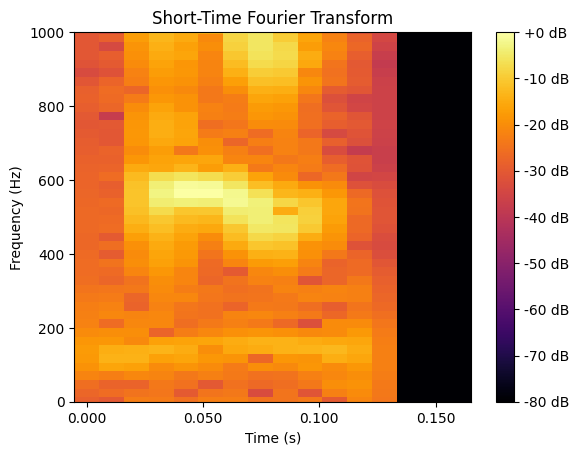 Short-Time Fourier Transform
1000
800
600
400
200
0
Frequency (Hz)
0.000
0.050
0.100
0.150
Time (s)
+0 dB
-10 dB
-20 dB
-30 dB
-40 dB
-50 dB
-60 dB
-70 dB
-80 dB